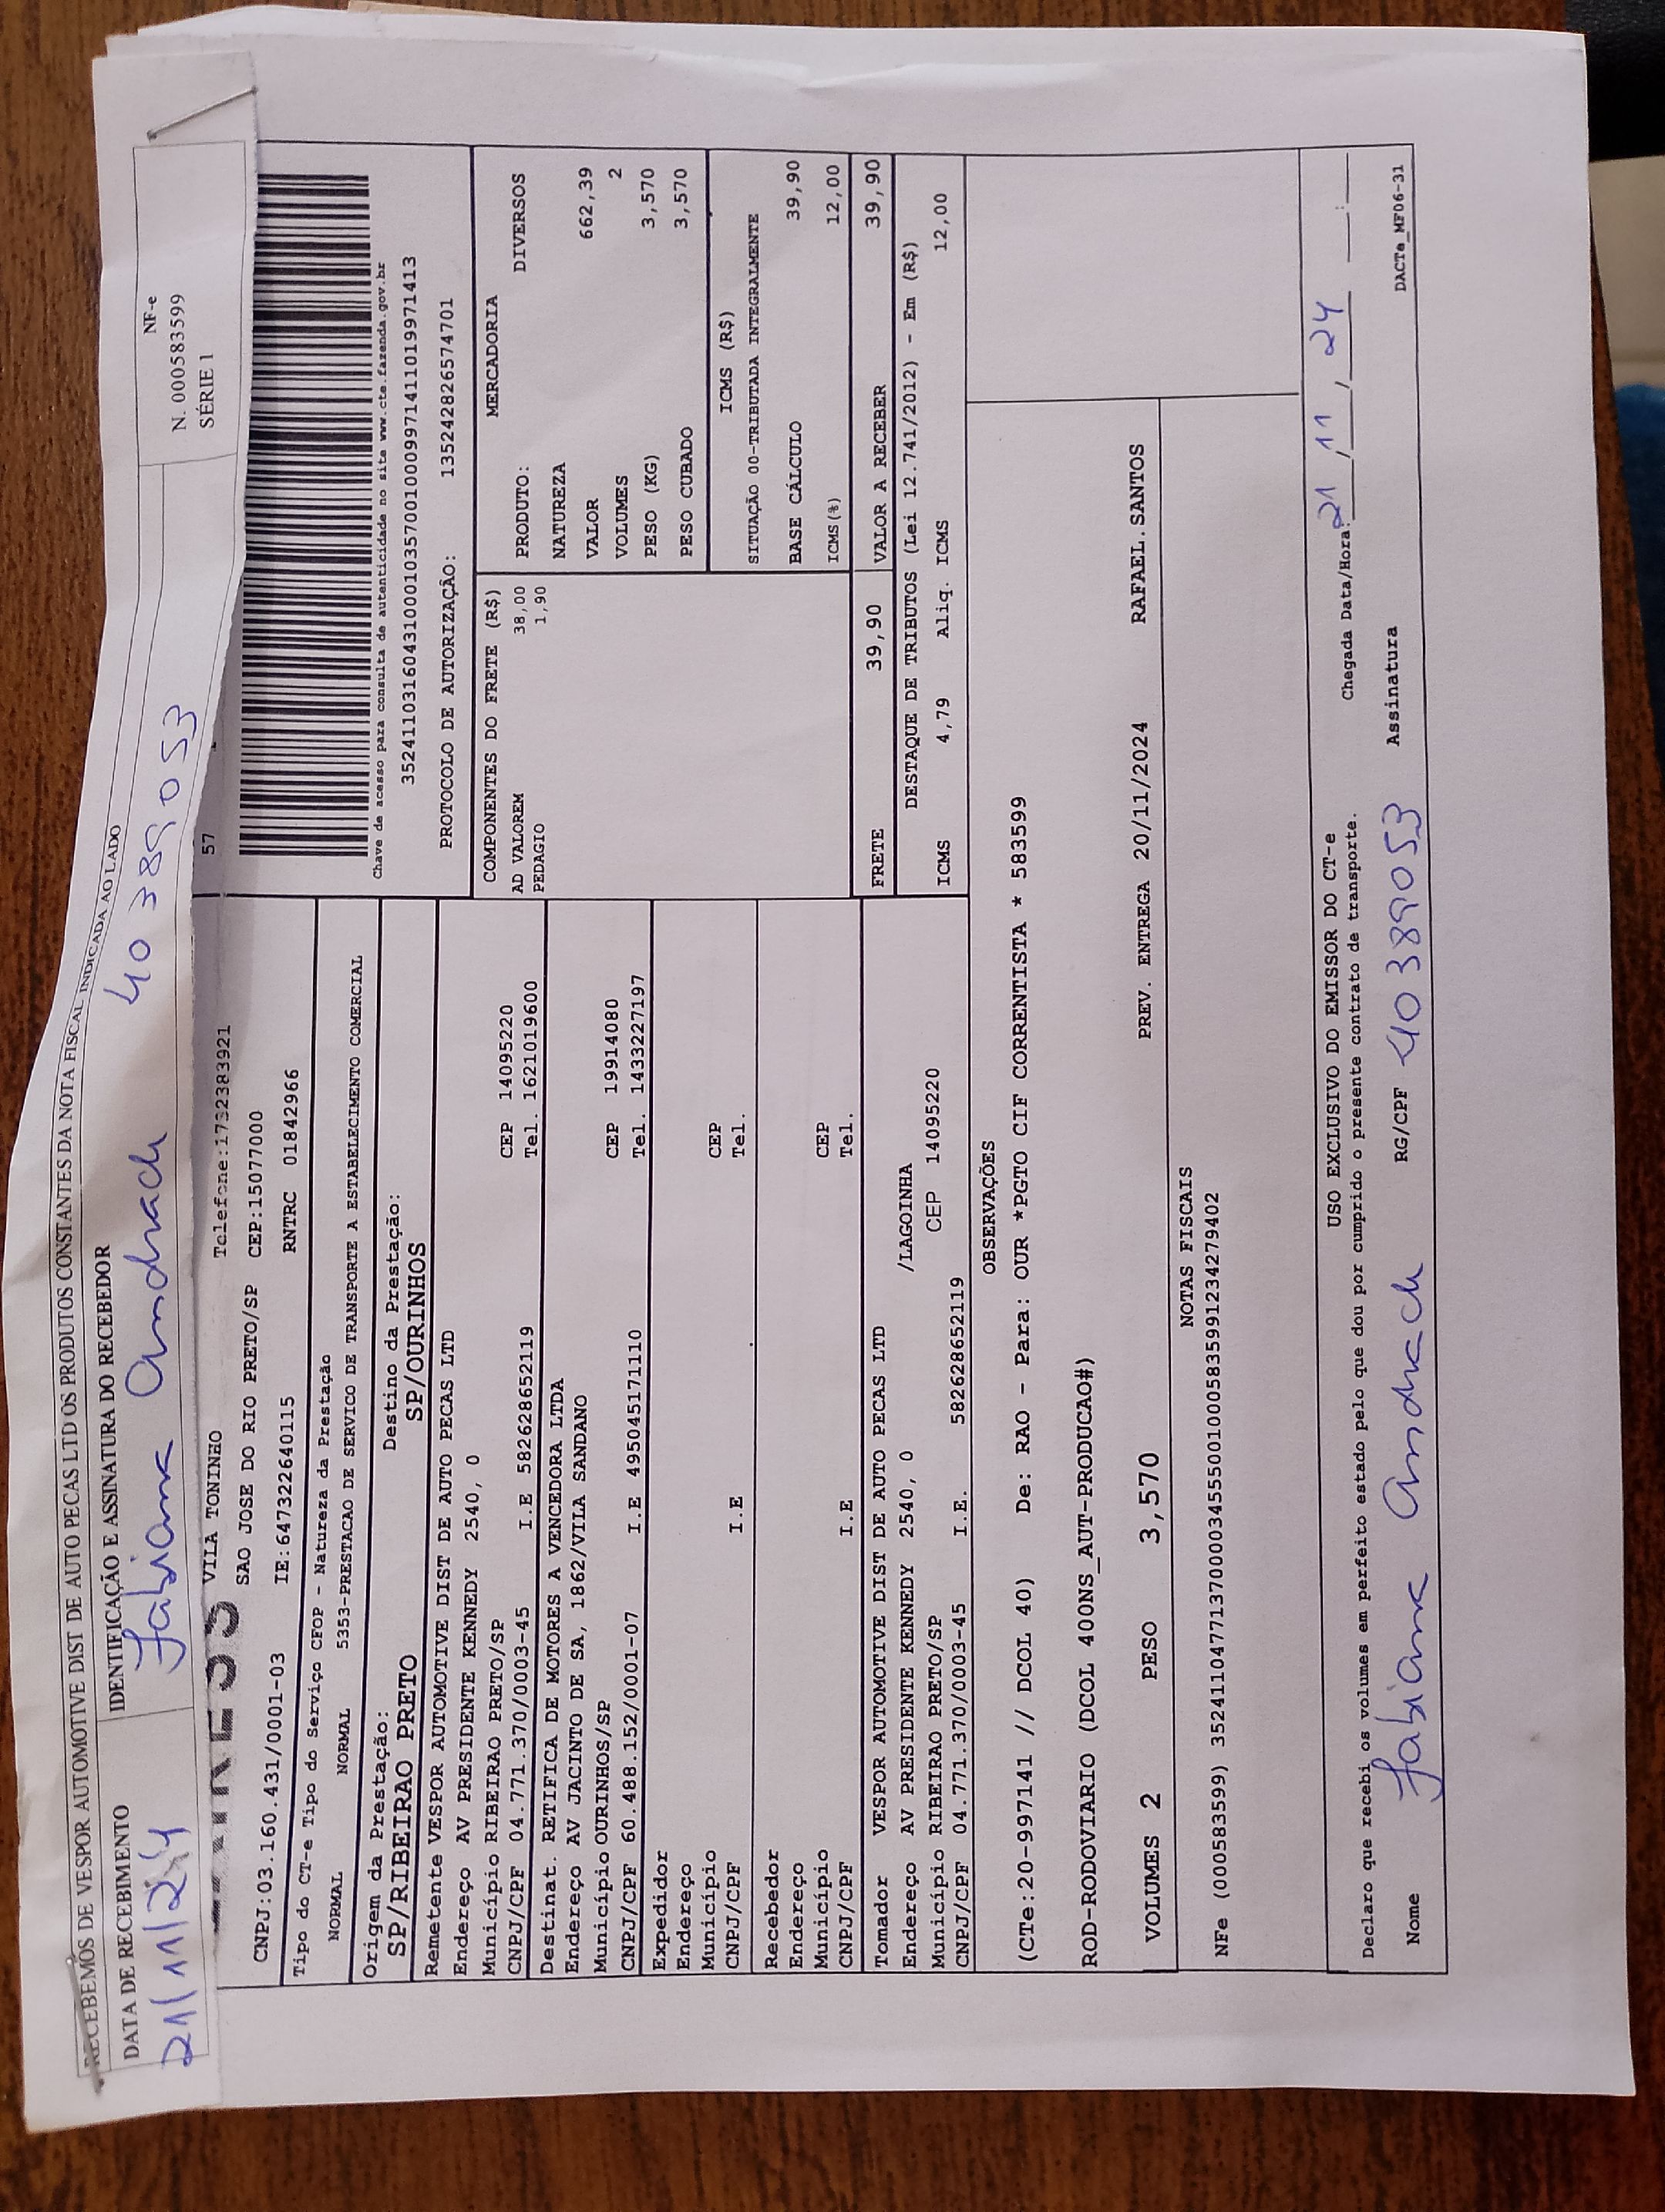 RECEBEMOS DE VESPOR AUTOMOTIVE DIST DE AUTO PECAS LTD OS PRODUTOS CONSTANTES DA NOTA FISCAL INDICADA AO LADO
DATA DE RECEBIMENTO
21/11/24
IDENTIFICAÇÃO E ASSINATURA DO RECEBEDOR
Fabiana Andrade 40389053
NF-e
N. 000583599
SÉRIE 1
57
VILA TONINHO Telefone:1732383921
SAO JOSE DO RIO PRETO/SP CEP:15077000
CNPJ:03.160.431/0001-03 IE:647322640115 RNTRC 01842966
Tipo do CT-e Tipo do Serviço CFOP - Natureza da Prestação
NORMAL NORMAL 5353-PRESTACAO DE SERVICO DE TRANSPORTE A ESTABELECIMENTO COMERCIAL
Origem da Prestação: Destino da Prestação:
SP/RIBEIRAO PRETO SP/OURINHOS
Chave de acesso para consulta de autenticidade no site www.cte.fazenda.gov.br
35241103160431000103570010009971411019971413
PROTOCOLO DE AUTORIZAÇÃO: 135242826574701
Remetente VESPOR AUTOMOTIVE DIST DE AUTO PECAS LTD
Endereço AV PRESIDENTE KENNEDY 2540, 0
Município RIBEIRAO PRETO/SP CEP 14095220
CNPJ/CPF 04.771.370/0003-45 I.E 582628652119 Tel. 1621019600
Destinat. RETIFICA DE MOTORES A VENCEDORA LTDA
Endereço AV JACINTO DE SA, 1862/VILA SANDANO
Município OURINHOS/SP CEP 19914080
CNPJ/CPF 60.488.152/0001-07 I.E 495045171110 Tel. 1433227197
Expedidor
Endereço
Município CEP
CNPJ/CPF I.E Tel.
Recebedor
Endereço
Município CEP
CNPJ/CPF I.E Tel.
Tomador VESPOR AUTOMOTIVE DIST DE AUTO PECAS LTD
Endereço AV PRESIDENTE KENNEDY 2540, 0 /LAGOINHA
Município RIBEIRAO PRETO/SP CEP 14095220
CNPJ/CPF 04.771.370/0003-45 I.E. 582628652119
COMPONENTES DO FRETE (R$)
AD VALOREM 38,00
PEDAGIO 1,90
MERCADORIA
PRODUTO: DIVERSOS
NATUREZA
VALOR 662,39
VOLUMES 2
PESO (KG) 3,570
PESO CUBADO 3,570
ICMS (R$)
SITUAÇÃO 00-TRIBUTADA INTEGRALMENTE
BASE CÁLCULO 39,90
ICMS(%) 12,00
FRETE 39,90 VALOR A RECEBER 39,90
DESTAQUE DE TRIBUTOS (Lei 12.741/2012) - Em (R$)
ICMS 4,79 Aliq. ICMS 12,00
OBSERVAÇÕES
(CTe:20-997141 // DCOL 40) De: RAO - Para: OUR *PGTO CIF CORRENTISTA * 583599
ROD-RODOVIARIO (DCOL 400NS_AUT-PRODUCAO#)
VOLUMES 2 PESO 3,570 PREV. ENTREGA 20/11/2024 RAFAEL.SANTOS
NOTAS FISCAIS
NFe (000583599) 35241104771370000345550010005835991234279402
USO EXCLUSIVO DO EMISSOR DO CT-e
Declaro que recebi os volumes em perfeito estado pelo que dou por cumprido o presente contrato de transporte. Chegada Data/Hora: 21/11/24 :
Nome Fabiana Andrade RG/CPF 40389053 Assinatura
DACTe_MF06-31